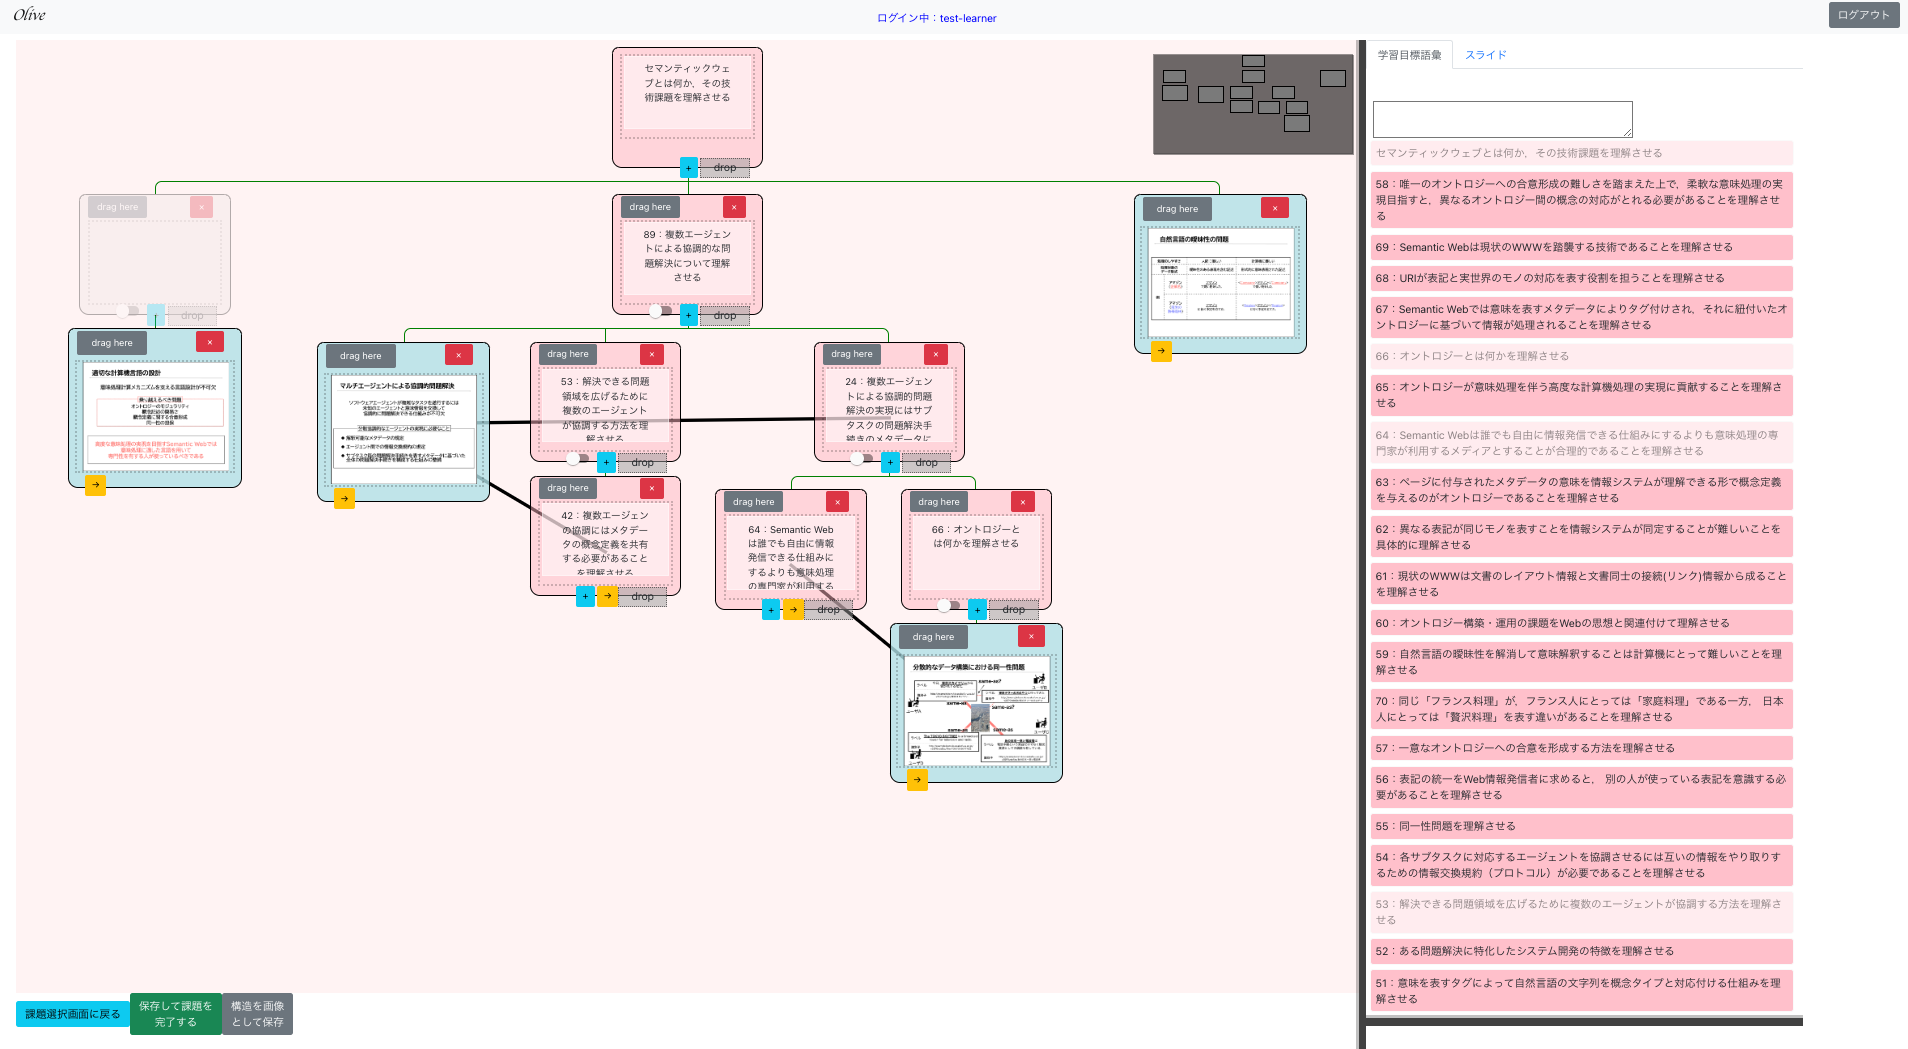 Olive
ログイン中：test-learner
ログアウト
セマンティックウェ
ブとは何か，その技
術課題を理解させる
+
drop
drag here
×
drop
drag here
×
89：複数エージェン
トによる協調的な問
題解決について理解
させる
+
drop
drag here
×
自然言語の曖昧性の問題
→
drag here
×
適切な計算機言語の設計
意味処理計算メカニズムを支える言語設計が不可欠
乗り越えるべき問題
オントロジーのモジュラリティ
同一性の担保
→
drag here
×
マルチエージェントによる協調的問題解決
→
drag here
×
53：解決できる問題
領域を広げるために
複数のエージェント
が協調する方法を理
解させる
+
drop
drag here
×
24：複数エージェン
トによる協調的問題
解決の実現にはサブ
タスクの問題解決手
続きのメタデータに
+
drop
drag here
×
42：複数エージェン
の協調にはメタデー
タの概念定義を共有
する必要があること
を理解させる
+
→
drop
drag here
×
64：Semantic Web
は誰でも自由に情報
発信できる仕組みに
するよりも意味処理
の専門家が利用する
+
→
drop
drag here
×
66：オントロジーと
は何かを理解させる
+
drop
drag here
×
分散的なデータ構築における同一性問題
same-as?
same-as
same-as?
same-as
same-as
→
課題選択画面に戻る
保存して課題を
完了する
構造を画像
として保存
学習目標語彙
スライド
セマンティックウェブとは何か，その技術課題を理解させる
58：唯一のオントロジーへの合意形成の難しさを踏まえた上で，柔軟な意味処理の実
現目指すと，異なるオントロジー間の概念の対応がとれる必要があることを理解させ
る
69：Semantic Webは現状のWWWを踏襲する技術であることを理解させる
68：URIが表記と実世界のモノの対応を表す役割を担うことを理解させる
67：Semantic Webでは意味を表すメタデータによりタグ付けされ，それに紐付いたオ
ントロジーに基づいて情報が処理されることを理解させる
66：オントロジーとは何かを理解させる
65：オントロジーが意味処理を伴う高度な計算機処理の実現に貢献することを理解さ
せる
64：Semantic Webは誰でも自由に情報発信できる仕組みにするよりも意味処理の専
門家が利用するメディアとすることが合理的であることを理解させる
63：ページに付与されたメタデータの意味を情報システムが理解できる形で概念定義
を与えるのがオントロジーであることを理解させる
62：異なる表記が同じモノを表すことを情報システムが同定することが難しいことを
具体的に理解させる
61：現状のWWWは文書のレイアウト情報と文書同士の接続(リンク)情報から成ること
を理解させる
60：オントロジー構築・運用の課題をWebの思想と関連付けて理解させる
59：自然言語の曖昧性を解消して意味解釈することは計算機にとって難しいことを理
解させる
70：同じ「フランス料理」が，フランス人にとっては「家庭料理」である一方， 日本
人にとっては「贅沢料理」を表す違いがあることを理解させる
57：一意なオントロジーへの合意を形成する方法を理解させる
56：表記の統一をWeb情報発信者に求めると， 別の人が使っている表記を意識する必
要があることを理解させる
55：同一性問題を理解させる
54：各サブタスクに対応するエージェントを協調させるには互いの情報をやり取りす
るための情報交換規約（プロトコル）が必要であることを理解させる
53：解決できる問題領域を広げるために複数のエージェントが協調する方法を理解さ
せる
52：ある問題解決に特化したシステム開発の特徴を理解させる
51：意味を表すタグによって自然言語の文字列を概念タイプと対応付ける仕組みを理
解させる